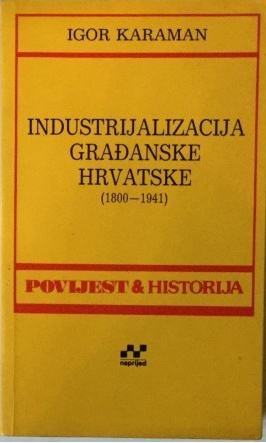 IGOR KARAMAN
INDUSTRIJALIZACIJA
GRAĐANSKE
HRVATSKE
(1800—1941)
POVIJEST & HISTORIJA
naprijed